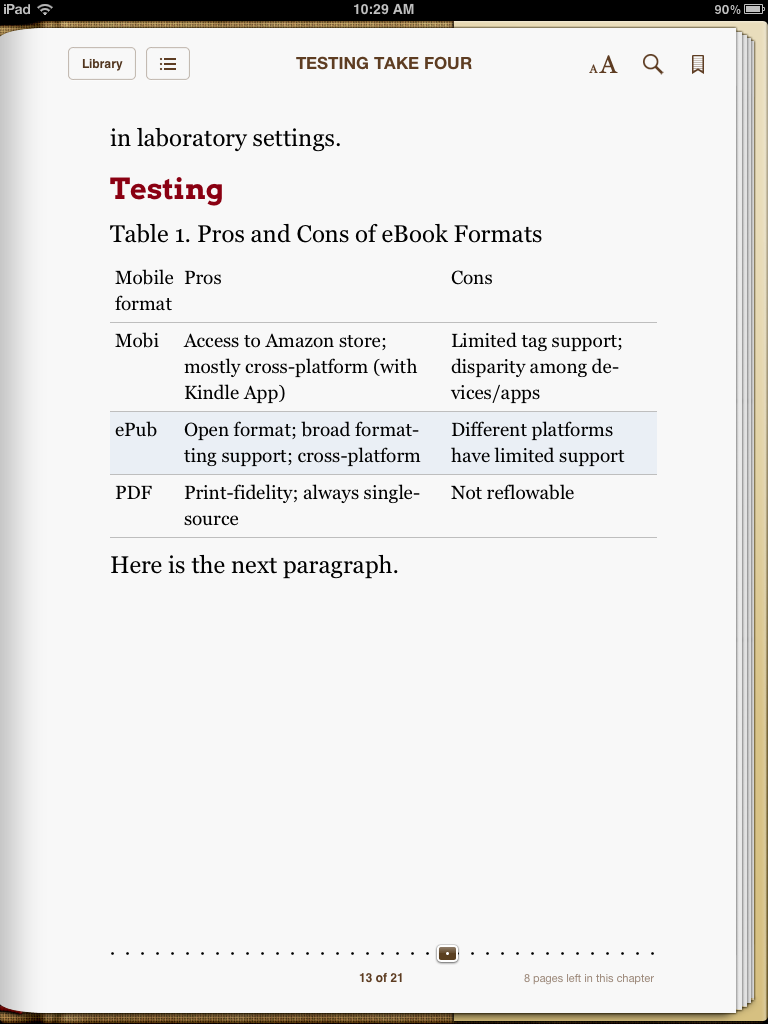 iPad 10:29 AM 90%
Library TESTING TAKE FOUR AA
in laboratory settings.
Testing
Table 1. Pros and Cons of eBook Formats
Mobile Pros Cons
format
Mobi Access to Amazon store; Limited tag support;
mostly cross-platform (with disparity among de-
Kindle App) vices/apps
ePub Open format; broad format- Different platforms
ting support; cross-platform have limited support
PDF Print-fidelity; always single- Not reflowable
source
Here is the next paragraph.
13 of 21 8 pages left in this chapter